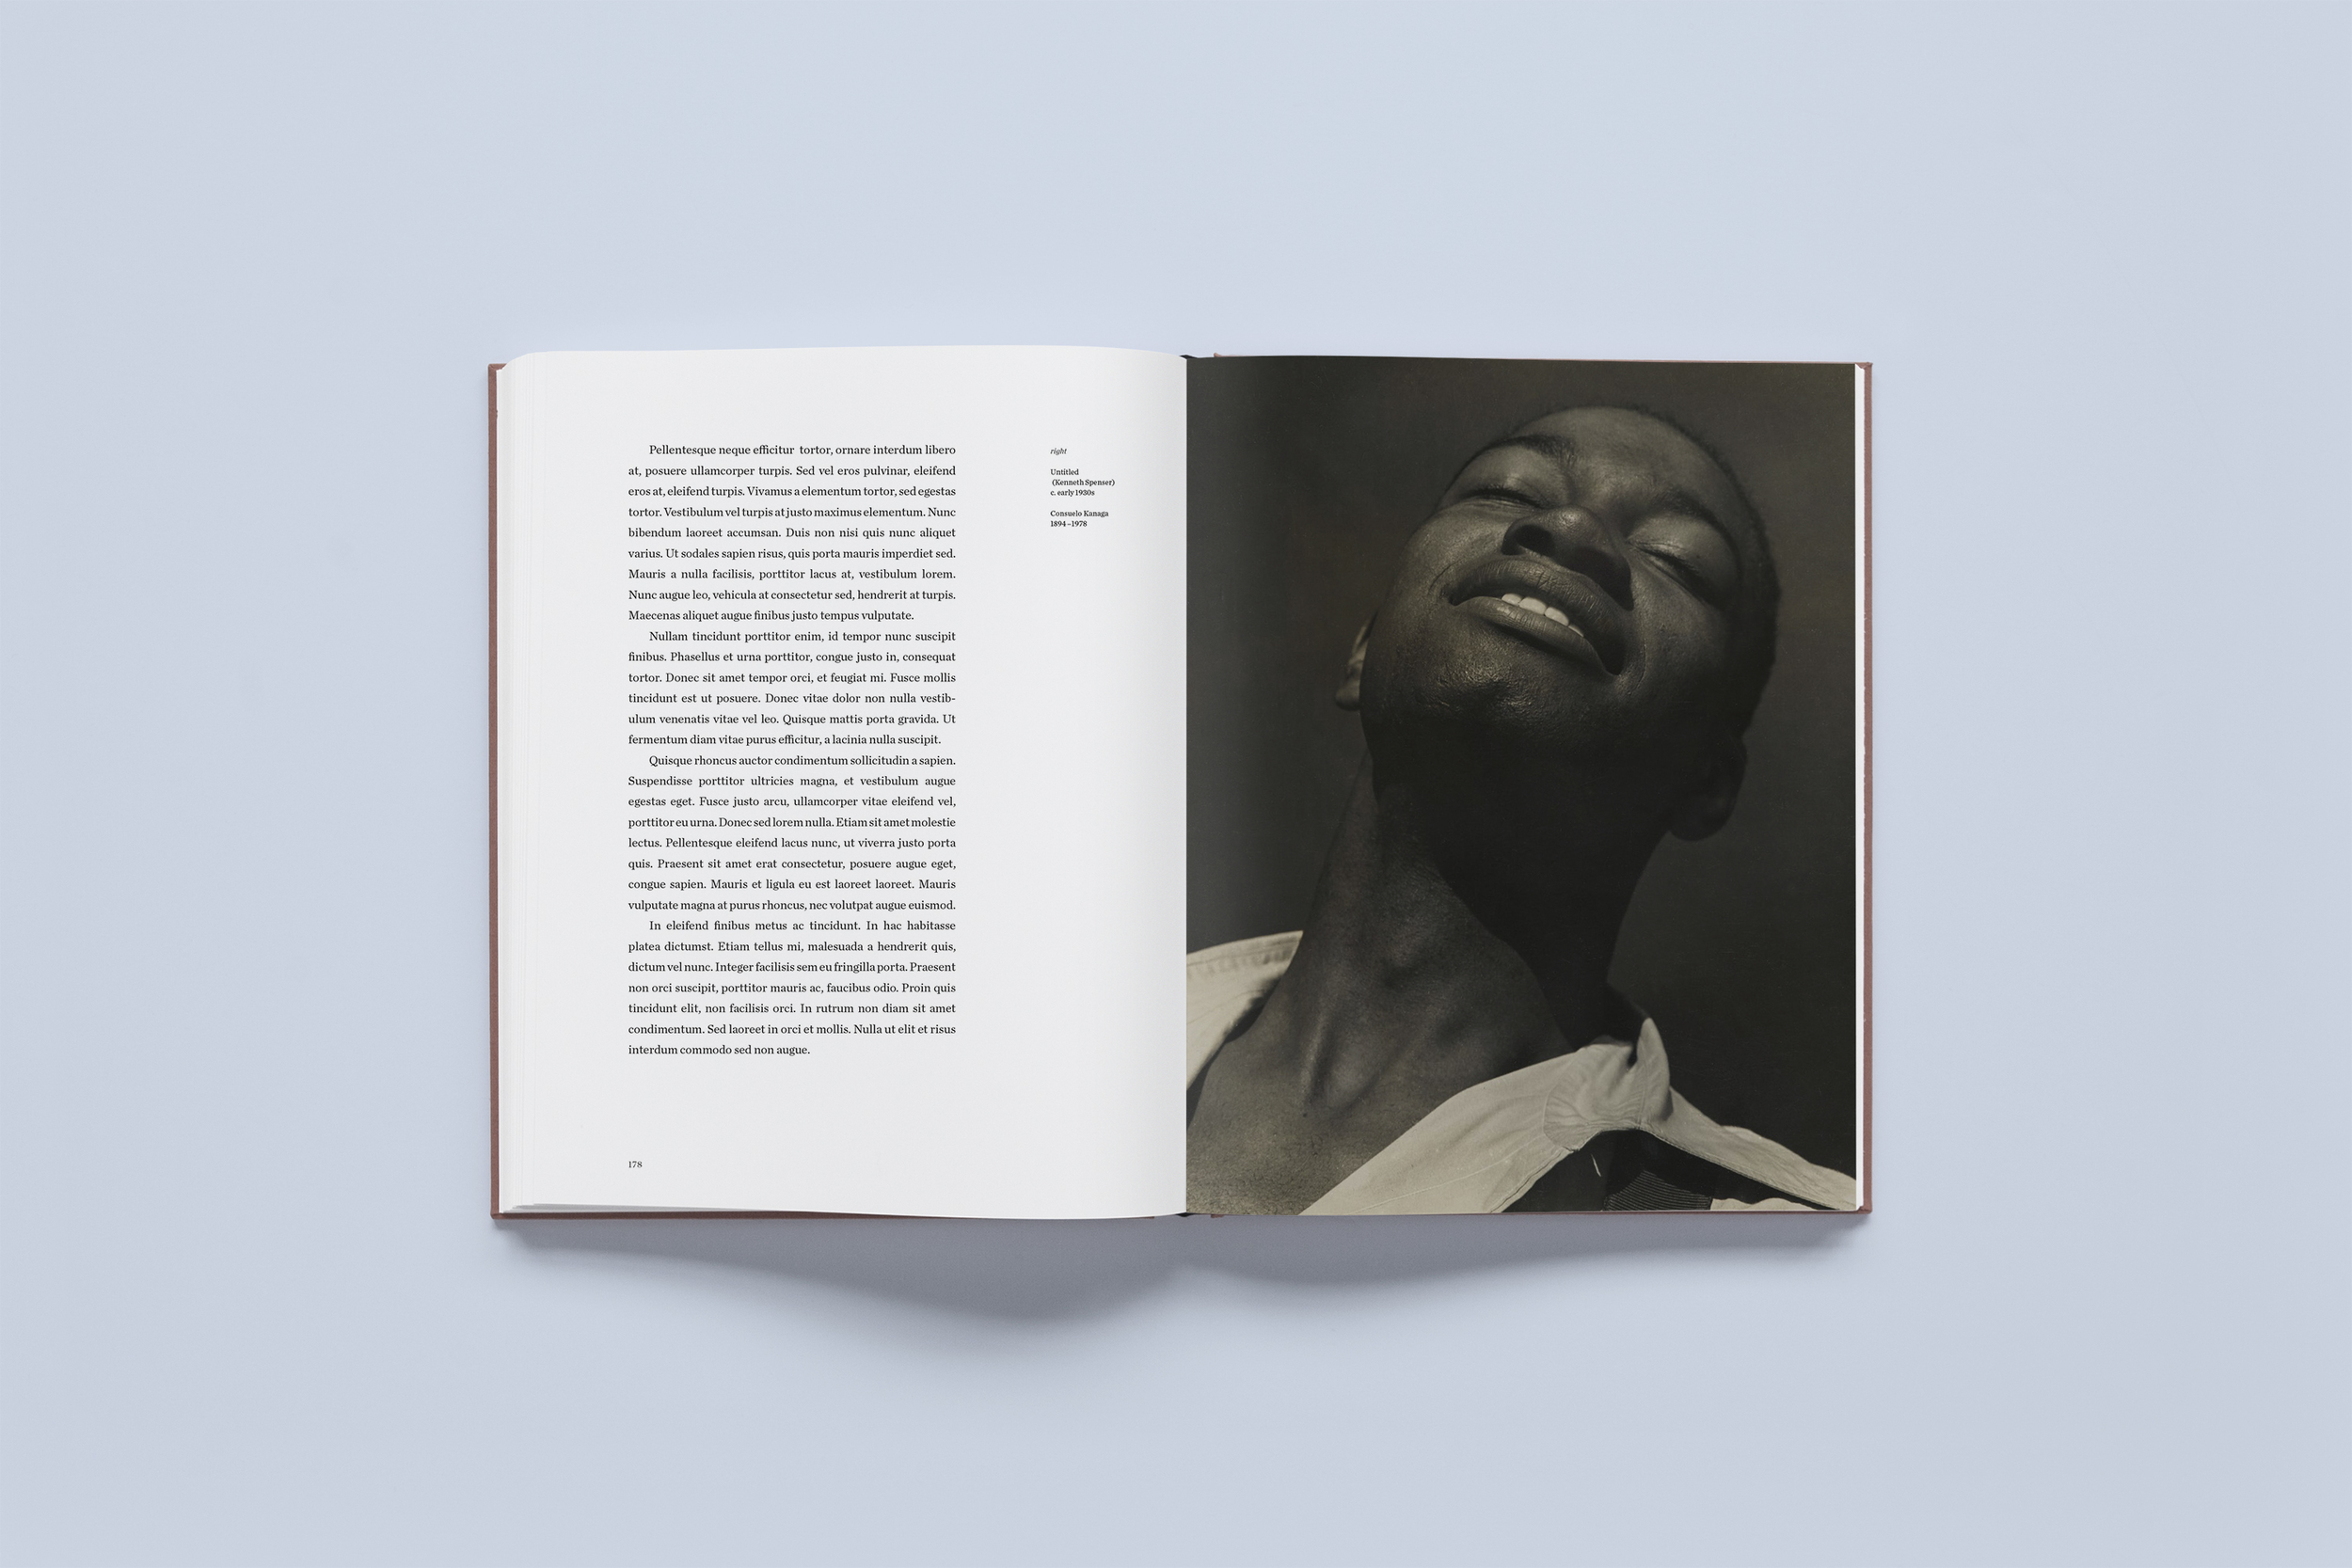 Pellentesque neque efficitur  tortor, ornare interdum libero
at, posuere ullamcorper turpis. Sed vel eros pulvinar, eleifend
eros at, eleifend turpis. Vivamus a elementum tortor, sed egestas
tortor. Vestibulum vel turpis at justo maximus elementum. Nunc
bibendum laoreet accumsan. Duis non nisi quis nunc aliquet
varius. Ut sodales sapien risus, quis porta mauris imperdiet sed.
Mauris a nulla facilisis, porttitor lacus at, vestibulum lorem.
Nunc augue leo, vehicula at consectetur sed, hendrerit at turpis.
Maecenas aliquet augue finibus justo tempus vulputate.
Nullam tincidunt porttitor enim, id tempor nunc suscipit
finibus. Phasellus et urna porttitor, congue justo in, consequat
tortor. Donec sit amet tempor orci, et feugiat mi. Fusce mollis
tincidunt est ut posuere. Donec vitae dolor non nulla vestib-
ulum venenatis vitae vel leo. Quisque mattis porta gravida. Ut
fermentum diam vitae purus efficitur, a lacinia nulla suscipit.
Quisque rhoncus auctor condimentum sollicitudin a sapien.
Suspendisse porttitor ultricies magna, et vestibulum augue
egestas eget. Fusce justo arcu, ullamcorper vitae eleifend vel,
porttitor eu urna. Donec sed lorem nulla. Etiam sit amet molestie
lectus. Pellentesque eleifend lacus nunc, ut viverra justo porta
quis. Praesent sit amet erat consectetur, posuere augue eget,
congue sapien. Mauris et ligula eu est laoreet laoreet. Mauris
vulputate magna at purus rhoncus, nec volutpat augue euismod.
In eleifend finibus metus ac tincidunt. In hac habitasse
platea dictumst. Etiam tellus mi, malesuada a hendrerit quis,
dictum vel nunc. Integer facilisis sem eu fringilla porta. Praesent
non orci suscipit, porttitor mauris ac, faucibus odio. Proin quis
tincidunt elit, non facilisis orci. In rutrum non diam sit amet
condimentum. Sed laoreet in orci et mollis. Nulla ut elit et risus
interdum commodo sed non augue.
178
right
Untitled
(Kenneth Spenser)
c. early 1930s
Consuelo Kanaga
1894–1978